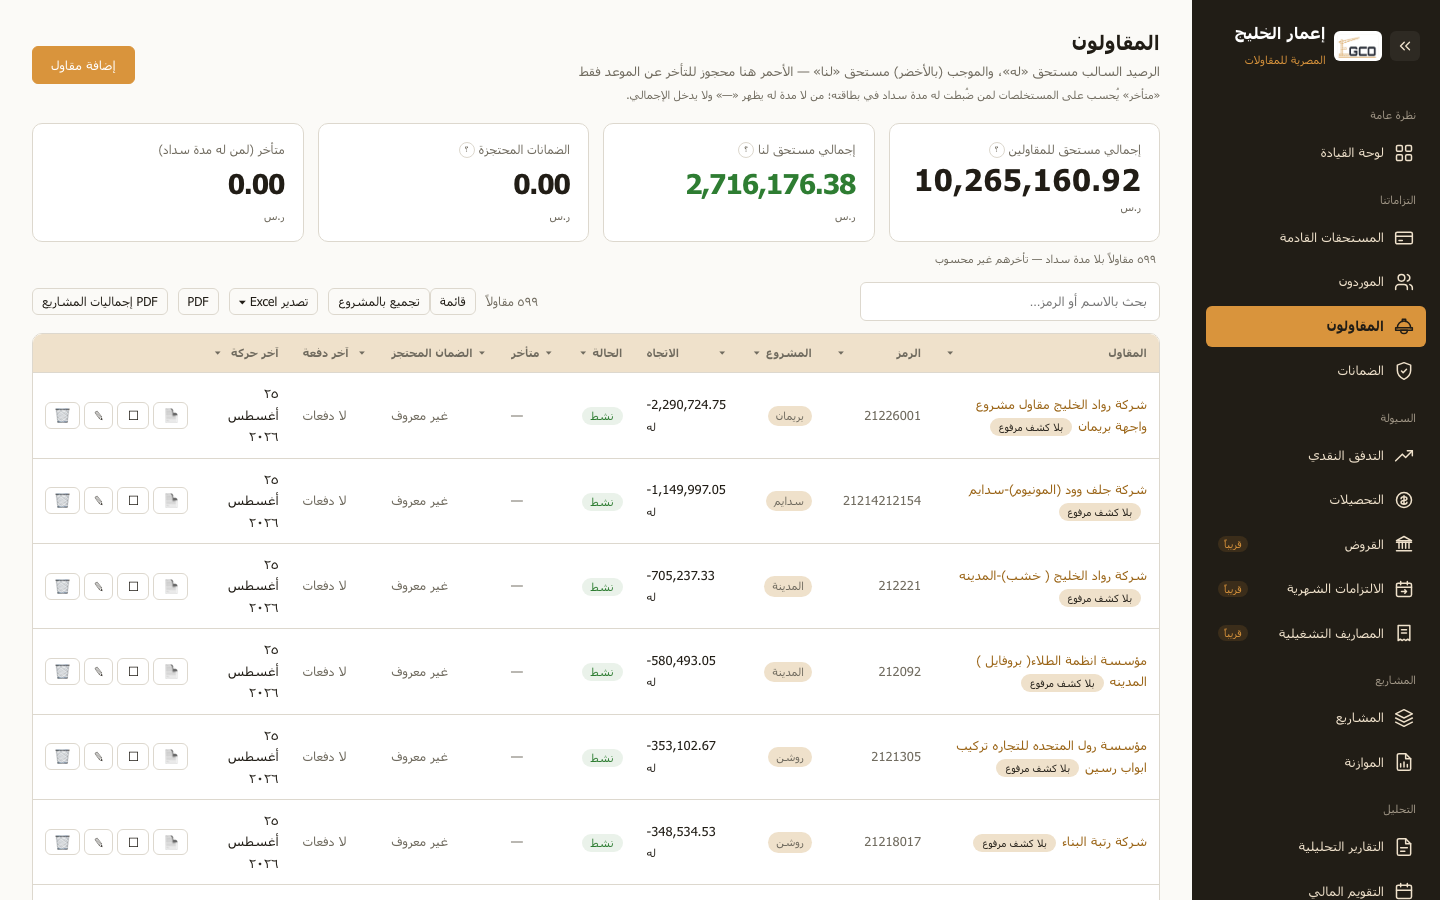 إعمار الخليج
المصرية للمقاولات
GCO
نظرة عامة
لوحة القيادة
التزاماتنا
المستحقات القادمة
الموردون
المقاولون
الضمانات
السيولة
التدفق النقدي
التحصيلات
القروض
قريباً
الالتزامات الشهرية
قريباً
المصاريف التشغيلية
قريباً
المشاريع
المشاريع
الموازنة
التحليل
التقارير التحليلية
التقويم المالي
المقاولون
الرصيد السالب مستحق «له»، والموجب (بالأخضر) مستحق «لنا» — الأحمر هنا محجوز للتأخر عن الموعد فقط
«متأخر» يُحسب على المستخلصات لمن ضُبطت له مدة سداد في بطاقته؛ من لا مدة له يظهر «—» ولا يدخل الإجمالي.
إضافة مقاول
إجمالي مستحق للمقاولين ؟
10,265,160.92
ر.س
إجمالي مستحق لنا ؟
2,716,176.38
ر.س
الضمانات المحتجزة ؟
0.00
ر.س
متأخر (لمن له مدة سداد)
0.00
ر.س
٥٩٩ مقاولاً بلا مدة سداد — تأخرهم غير محسوب
بحث بالاسم أو الرمز...
٥٩٩ مقاولاً
قائمة
تجميع بالمشروع
تصدير Excel
PDF
PDF إجماليات المشاريع
المقاول الرمز المشروع الاتجاه الحالة متأخر الضمان المحتجز آخر دفعة آخر حركة
شركة رواد الخليج مقاول مشروع
واجهة بريمان بلا كشف مرفوع
21226001
بريمان
-2,290,724.75
له
نشط
—
غير معروف
لا دفعات
٢٥
أغسطس
٢٠٢٦
شركة جلف وود (المونيوم)-سدايم
بلا كشف مرفوع
21214212154
سدايم
-1,149,997.05
له
نشط
—
غير معروف
لا دفعات
٢٥
أغسطس
٢٠٢٦
شركة رواد الخليج ( خشب)-المدينه
بلا كشف مرفوع
212221
المدينة
-705,237.33
له
نشط
—
غير معروف
لا دفعات
٢٥
أغسطس
٢٠٢٦
مؤسسة انظمة الطلاء( بروفايل )
المدينه بلا كشف مرفوع
212092
المدينة
-580,493.05
له
نشط
—
غير معروف
لا دفعات
٢٥
أغسطس
٢٠٢٦
مؤسسة رول المتحده للتجاره تركيب
ابواب رسين بلا كشف مرفوع
2121305
روشن
-353,102.67
له
نشط
—
غير معروف
لا دفعات
٢٥
أغسطس
٢٠٢٦
شركة رتبة البناء بلا كشف مرفوع
21218017
روشن
-348,534.53
له
نشط
—
غير معروف
لا دفعات
٢٥
أغسطس
٢٠٢٦